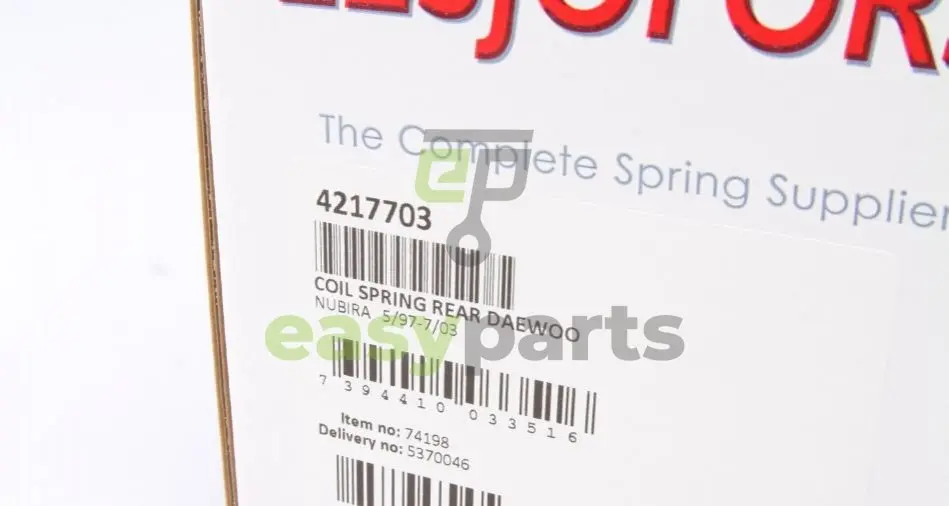 The Complete Spring Supplier
4217703
COIL SPRING REAR DAEWOO
NUBIRA 5/97-7/03
easyparts
7 394410 033516
Item no: 74198
Delivery no: 5370046